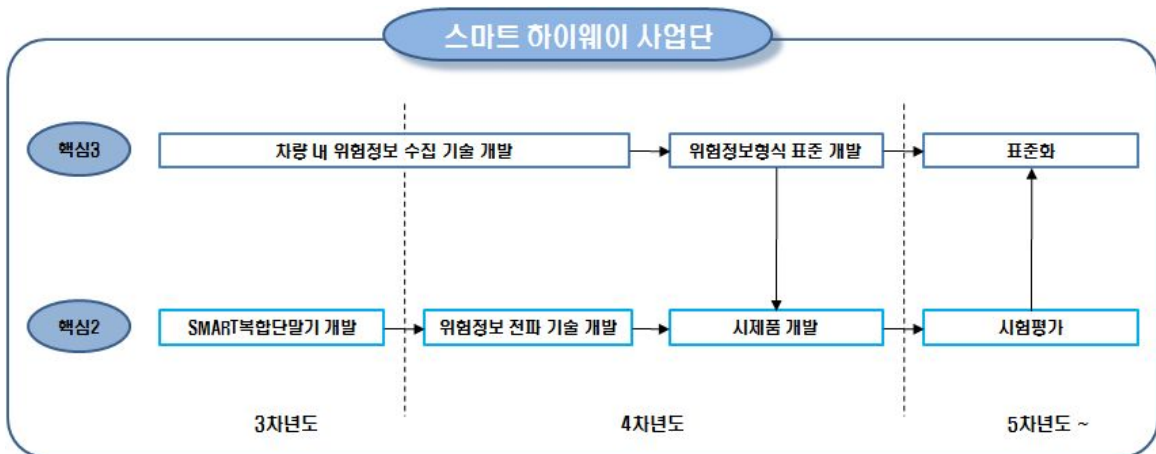 스마트 하이웨이 사업단
핵심3
차량 내 위험정보 수집 기술 개발
위험정보형식 표준 개발
표준화
핵심2
SMART복합단말기 개발
위험정보 전파 기술 개발
시제품 개발
시험평가
3차년도
4차년도
5차년도 ~